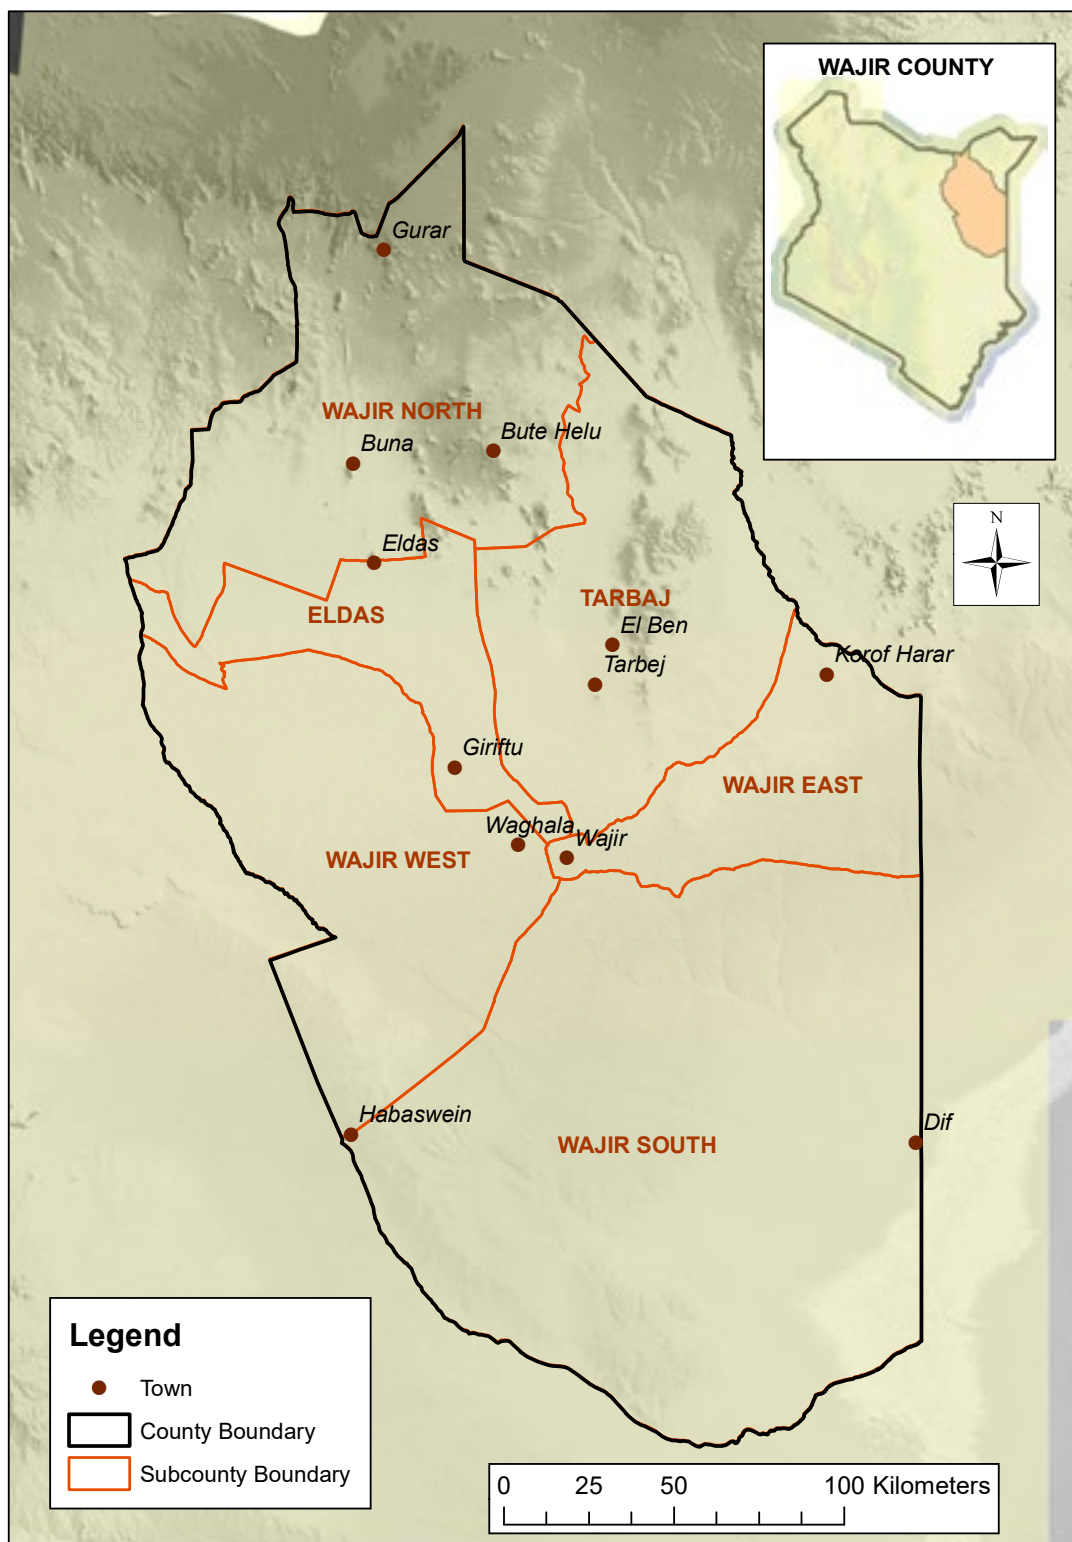 WAJIR COUNTY
Gurar
WAJIR NORTH
Bute Helu
Buna
N
Eldas
TARBAJ
ELDAS
El Ben
Tarbej
Korof Harar
Giriftu
WAJIR EAST
Waghala
Wajir
WAJIR WEST
Habaswein
Dif
WAJIR SOUTH
Legend
Town
County Boundary
Subcounty Boundary
0 25 50 100 Kilometers